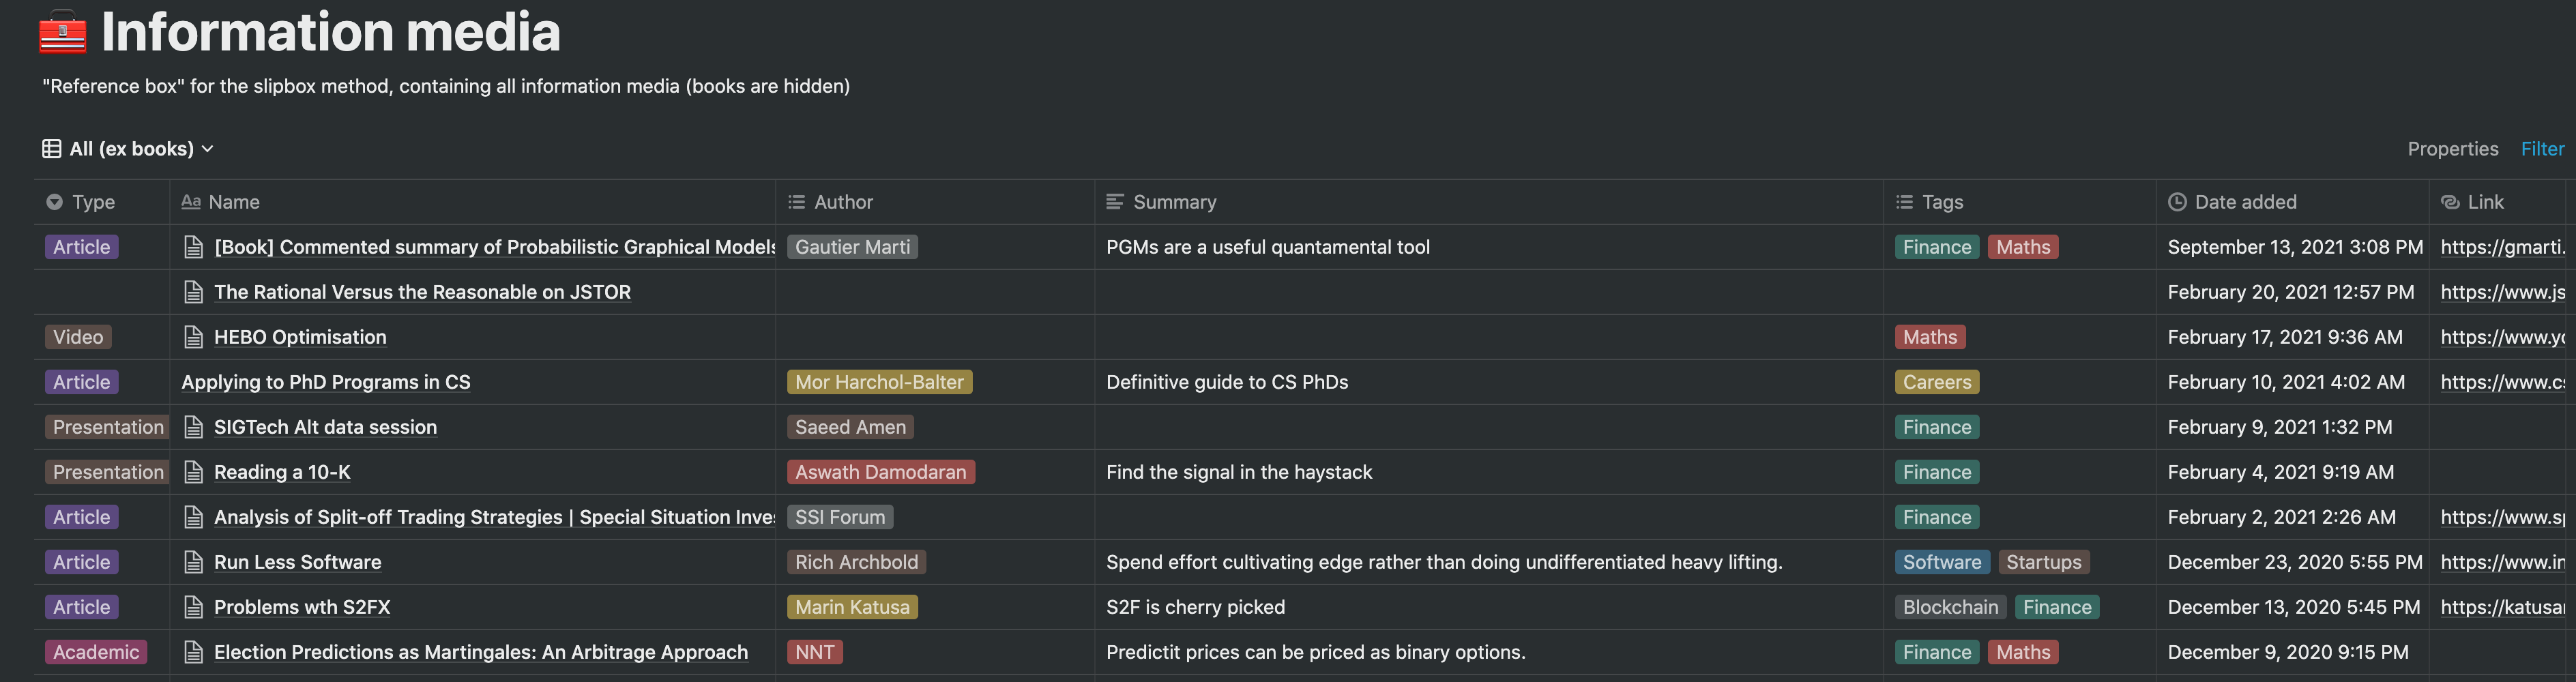 Information media
"Reference box" for the slipbox method, containing all information media (books are hidden)
All (ex books) Properties Filter
Type Aa Name Author Summary Tags Date added Link
Article [Book] Commented summary of Probabilistic Graphical Models Gautier Marti PGMs are a useful quantamental tool Finance Maths September 13, 2021 3:08 PM https://gmarti.
The Rational Versus the Reasonable on JSTOR February 20, 2021 12:57 PM https://www.js
Video HEBO Optimisation Maths February 17, 2021 9:36 AM https://www.yo
Article Applying to PhD Programs in CS Mor Harchol-Balter Definitive guide to CS PhDs Careers February 10, 2021 4:02 AM https://www.cs
Presentation SIGTech Alt data session Saeed Amen Finance February 9, 2021 1:32 PM
Presentation Reading a 10-K Aswath Damodaran Find the signal in the haystack Finance February 4, 2021 9:19 AM
Article Analysis of Split-off Trading Strategies | Special Situation Inves SSI Forum Finance February 2, 2021 2:26 AM https://www.sp
Article Run Less Software Rich Archbold Spend effort cultivating edge rather than doing undifferentiated heavy lifting. Software Startups December 23, 2020 5:55 PM https://www.in
Article Problems wth S2FX Marin Katusa S2F is cherry picked Blockchain Finance December 13, 2020 5:45 PM https://katusa
Academic Election Predictions as Martingales: An Arbitrage Approach NNT Predictit prices can be priced as binary options. Finance Maths December 9, 2020 9:15 PM